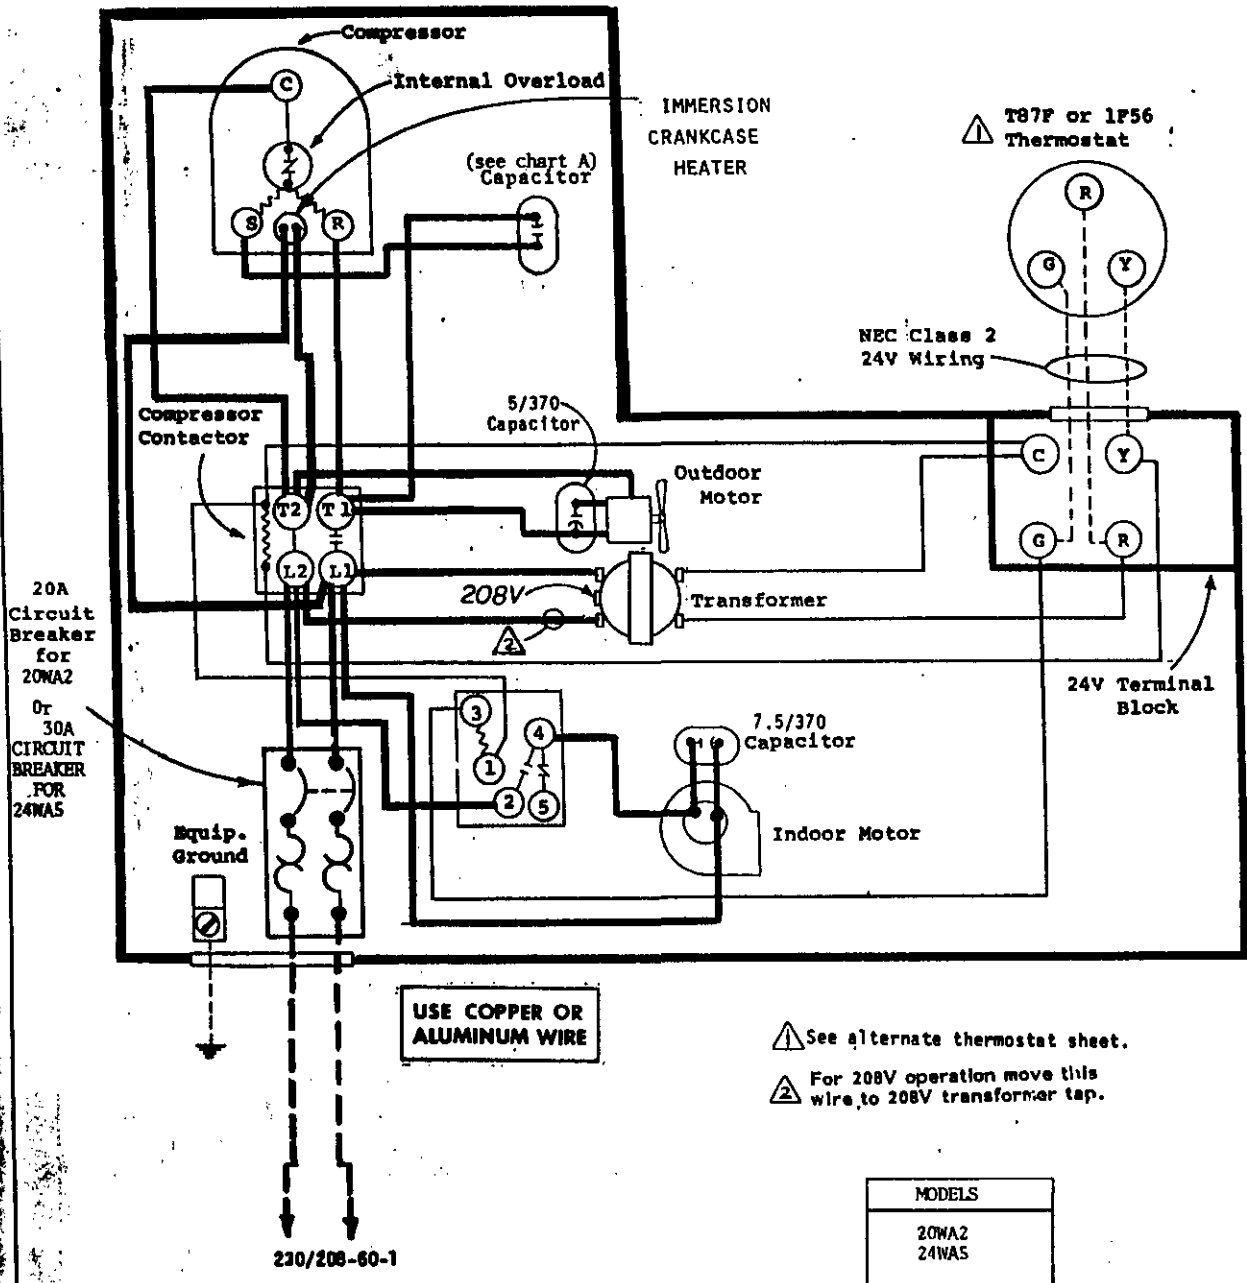 Compressor
C
Internal Overload
IMMERSION
CRANKCASE
HEATER
(see chart A)
Capacitor
S
R
1
T87F or 1F56
Thermostat
R
G
Y
NEC Class 2
24V Wiring
Compressor
Contactor
5/370
Capacitor
Outdoor
Motor
C
Y
T2
T1
G
R
L2
L1
208V
Transformer
2
24V Terminal
Block
20A
Circuit
Breaker
for
20WA2
Or
30A
CIRCUIT
BREAKER
FOR
24WA5
3
4
1
2
5
7.5/370
Capacitor
Indoor Motor
Equip.
Ground
USE COPPER OR
ALUMINUM WIRE
1 See alternate thermostat sheet.
2 For 208V operation move this
wire to 208V transformer tap.
230/208-60-1
MODELS
20WA2
24WA5